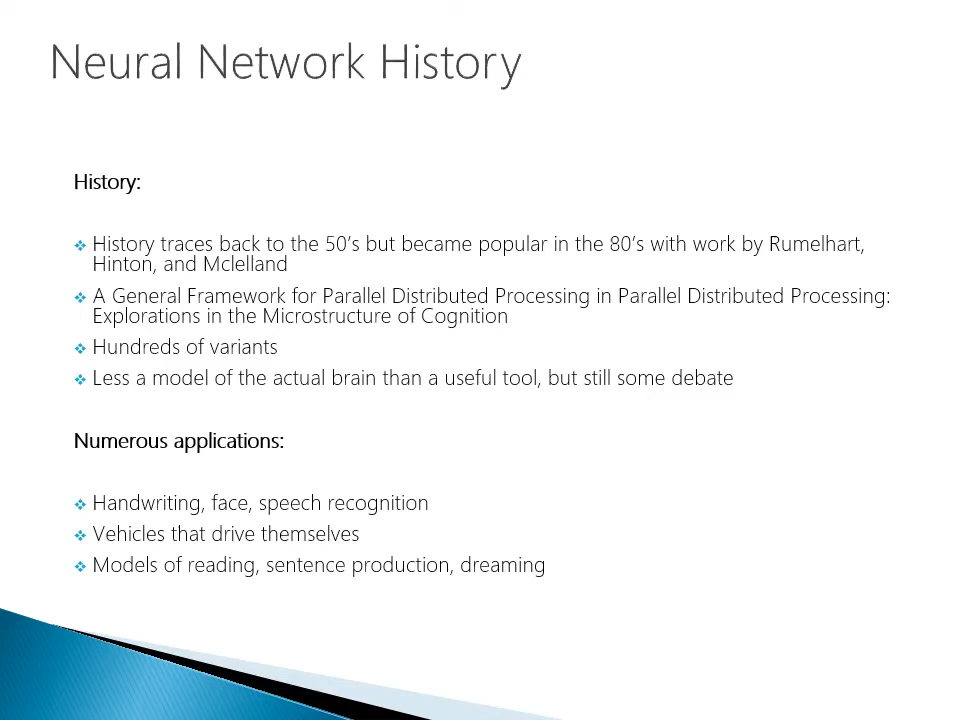 Neural Network History
History:
❖ History traces back to the 50’s but became popular in the 80’s with work by Rumelhart,
Hinton, and Mclelland
❖ A General Framework for Parallel Distributed Processing in Parallel Distributed Processing:
Explorations in the Microstructure of Cognition
❖ Hundreds of variants
❖ Less a model of the actual brain than a useful tool, but still some debate
Numerous applications:
❖ Handwriting, face, speech recognition
❖ Vehicles that drive themselves
❖ Models of reading, sentence production, dreaming